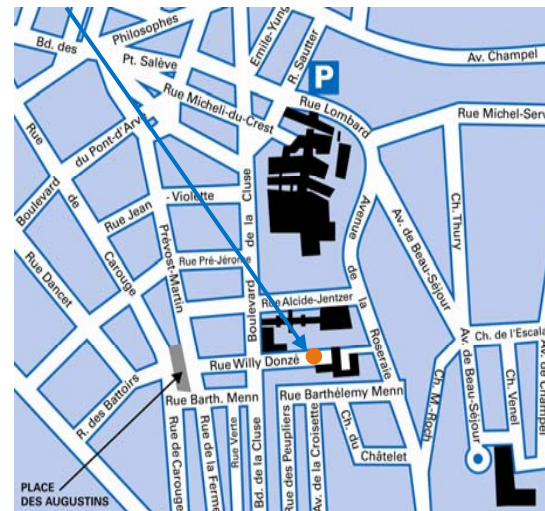 Philosophes
Bd. des
Pt. Salève
Emile-Yung
R. Sautter
P
Av. Champel
Rue Micheli-du-Crest
Rue Lombard
Rue Michel-Serv
Rue
de
Carouge
Boulevard
du Pont-d'Arv
Rue Jean
-Violette
Prévost-Martin
Boulevard
de la
Cluse
Avenue
de
la
Roseraie
Ch. Thury
Av. de Beau-Séjour
Rue Dancet
Rue Pré-Jérome
Rue Alcide-Jentzer
Ch. de l'Escala
Av. de Beau-Séjour
Rue Willy Donzé
Ch. M-Roch
Ch. Venel
Av. de Champe
R. des Battoirs
Rue Barth. Menn
Rue Barthélemy Menn
Rue de Carouge
Rue de la Ferme
Rue Verte
Bd. de la Cluse
Rue des Peupliers
Av. de la Croisette
Ch. du
Châtelet
PLACE
DES AUGUSTINS